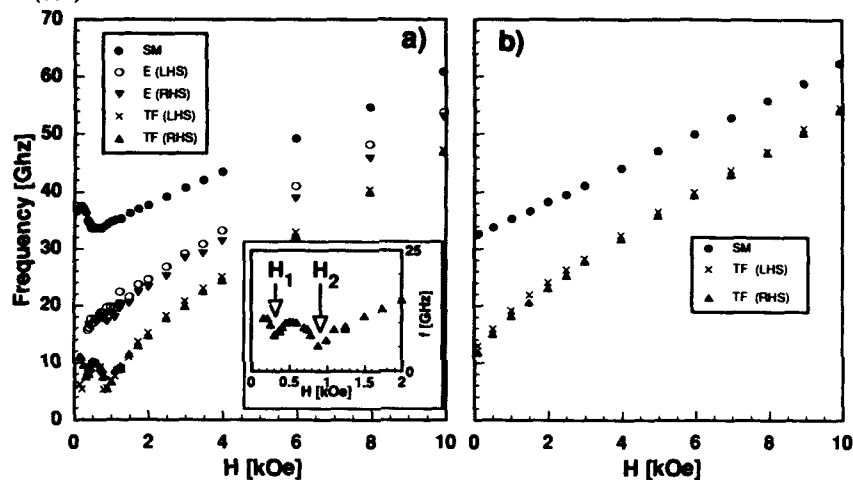 70
60
50
40
30
20
10
0
Frequency [Ghz]
a)
SM
E (LHS)
E (RHS)
TF (LHS)
TF (RHS)
H1
H2
25
0
f [GHz]
0
0.5
1
1.5
2
H [kOe]
0
2
4
6
8
10
H [kOe]
b)
SM
TF (LHS)
TF (RHS)
0
2
4
6
8
10
H [kOe]